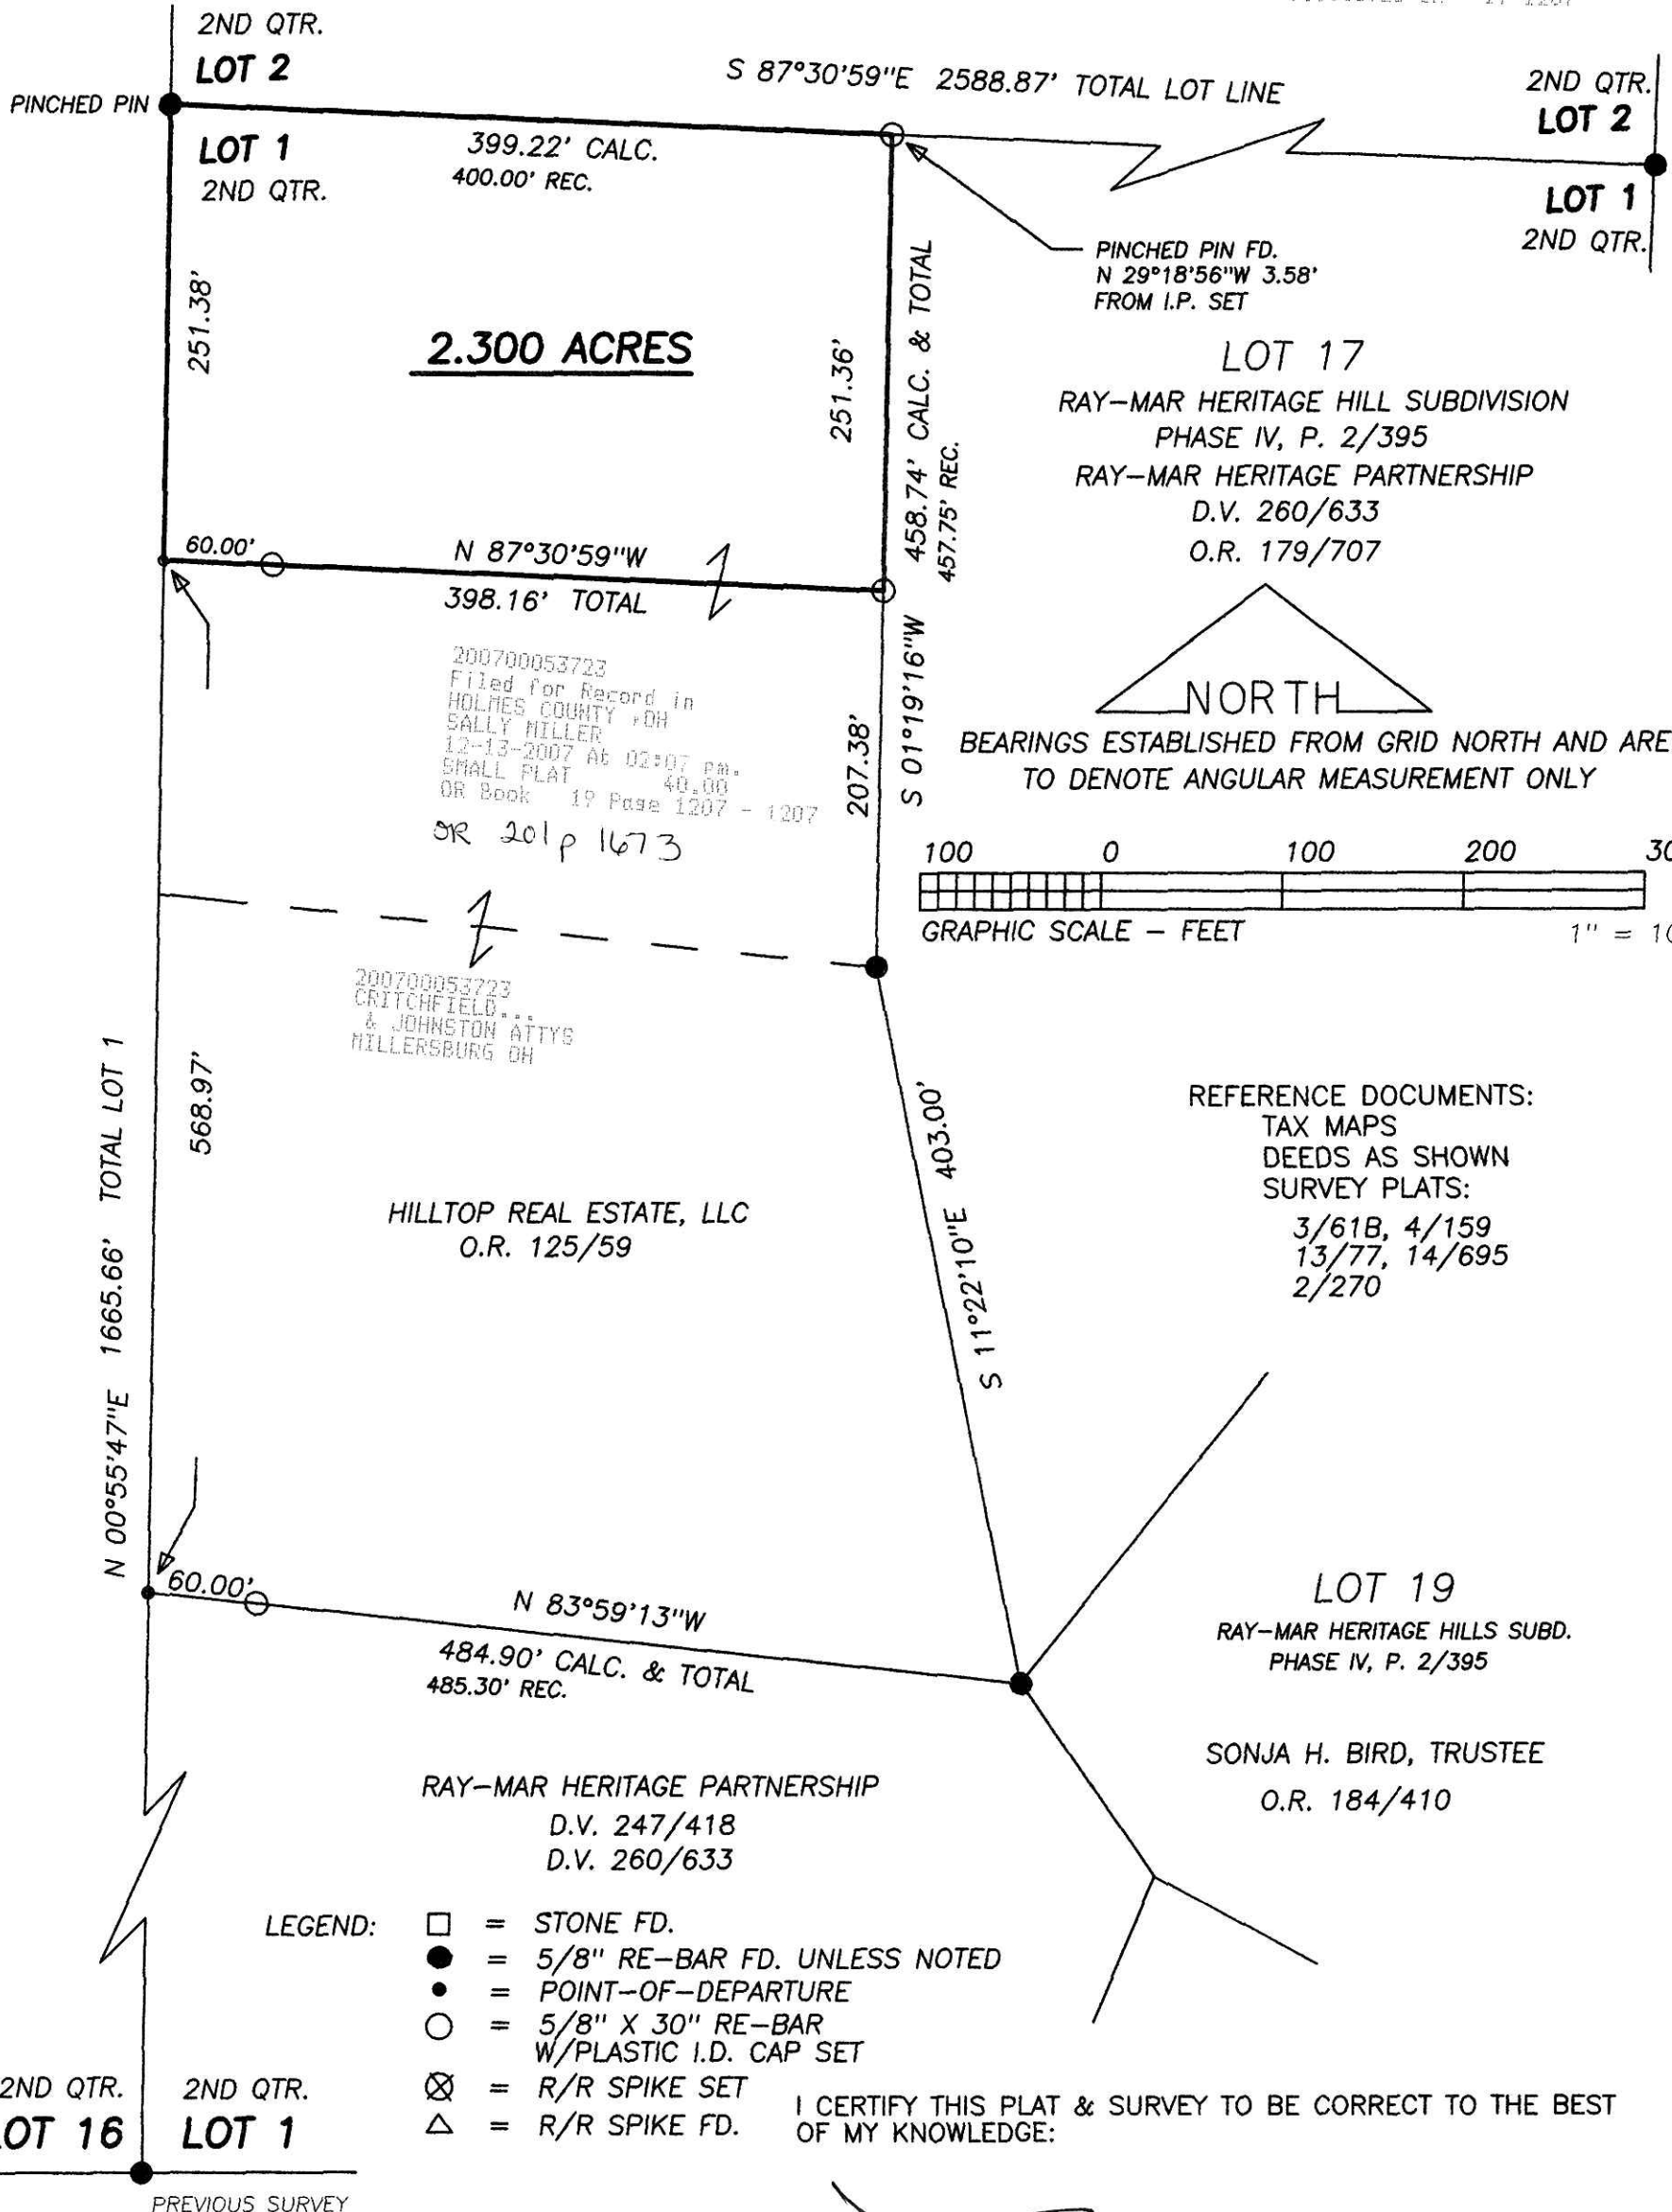 2ND QTR.
LOT 2
S 87°30'59"E 2588.87' TOTAL LOT LINE
2ND QTR.
LOT 2
PINCHED PIN
LOT 1
2ND QTR.
399.22' CALC.
400.00' REC.
LOT 1
2ND QTR.
PINCHED PIN FD.
N 29°18'56"W 3.58'
FROM I.P. SET
251.38'
2.300 ACRES
251.36'
458.74' CALC. & TOTAL
457.75' REC.
LOT 17
RAY-MAR HERITAGE HILL SUBDIVISION
PHASE IV, P. 2/395
RAY-MAR HERITAGE PARTNERSHIP
D.V. 260/633
O.R. 179/707
60.00'
N 87°30'59"W
398.16' TOTAL
200700053723
Filed for Record in
HOLMES COUNTY, OH
SALLY MILLER
12-13-2007 At 02:07 pm.
SMALL PLAT 40.00
OR Book 19 Page 1207 - 1207
OR 201 p 1673
207.38'
S 01°19'16"W
NORTH
BEARINGS ESTABLISHED FROM GRID NORTH AND ARE
TO DENOTE ANGULAR MEASUREMENT ONLY
100 0 100 200 30
GRAPHIC SCALE – FEET
1" = 10
200700053723
CRITCHFIELD...
& JOHNSTON ATTYS
MILLERSBURG OH
N 00°55'47"E 1665.66' TOTAL LOT 1
568.97'
HILLTOP REAL ESTATE, LLC
O.R. 125/59
S 11°22'10"E 403.00'
REFERENCE DOCUMENTS:
TAX MAPS
DEEDS AS SHOWN
SURVEY PLATS:
3/61B, 4/159
13/77, 14/695
2/270
60.00'
N 83°59'13"W
484.90' CALC. & TOTAL
485.30' REC.
LOT 19
RAY-MAR HERITAGE HILLS SUBD.
PHASE IV, P. 2/395
SONJA H. BIRD, TRUSTEE
O.R. 184/410
RAY-MAR HERITAGE PARTNERSHIP
D.V. 247/418
D.V. 260/633
LEGEND:
= STONE FD.
= 5/8" RE-BAR FD. UNLESS NOTED
= POINT-OF-DEPARTURE
= 5/8" X 30" RE-BAR
W/PLASTIC I.D. CAP SET
= R/R SPIKE SET
= R/R SPIKE FD.
2ND QTR.
LOT 16
2ND QTR.
LOT 1
I CERTIFY THIS PLAT & SURVEY TO BE CORRECT TO THE BEST
OF MY KNOWLEDGE:
PREVIOUS SURVEY